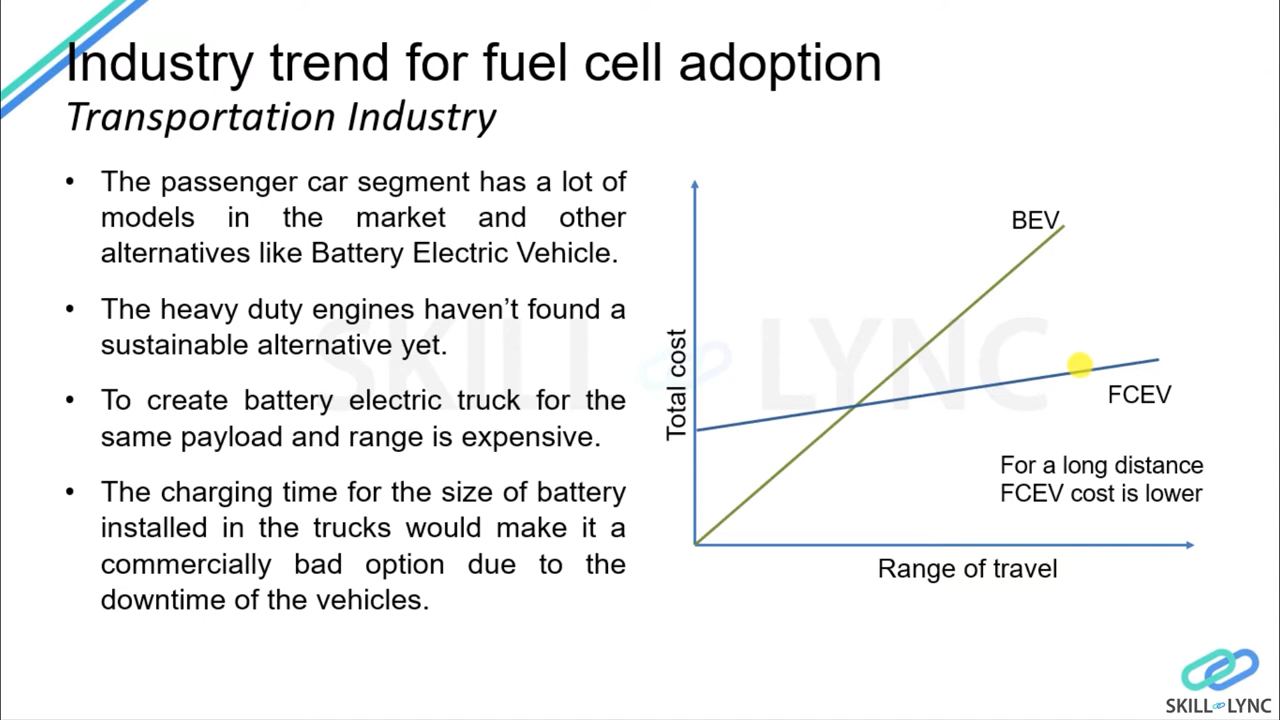 Industry trend for fuel cell adoption
Transportation Industry
• The passenger car segment has a lot of
models in the market and other
alternatives like Battery Electric Vehicle.
• The heavy duty engines haven’t found a
sustainable alternative yet.
• To create battery electric truck for the
same payload and range is expensive.
• The charging time for the size of battery
installed in the trucks would make it a
commercially bad option due to the
downtime of the vehicles.
BEV
Total cost
FCEV
For a long distance
FCEV cost is lower
Range of travel
SKILL LYNC
SKILL LYNC